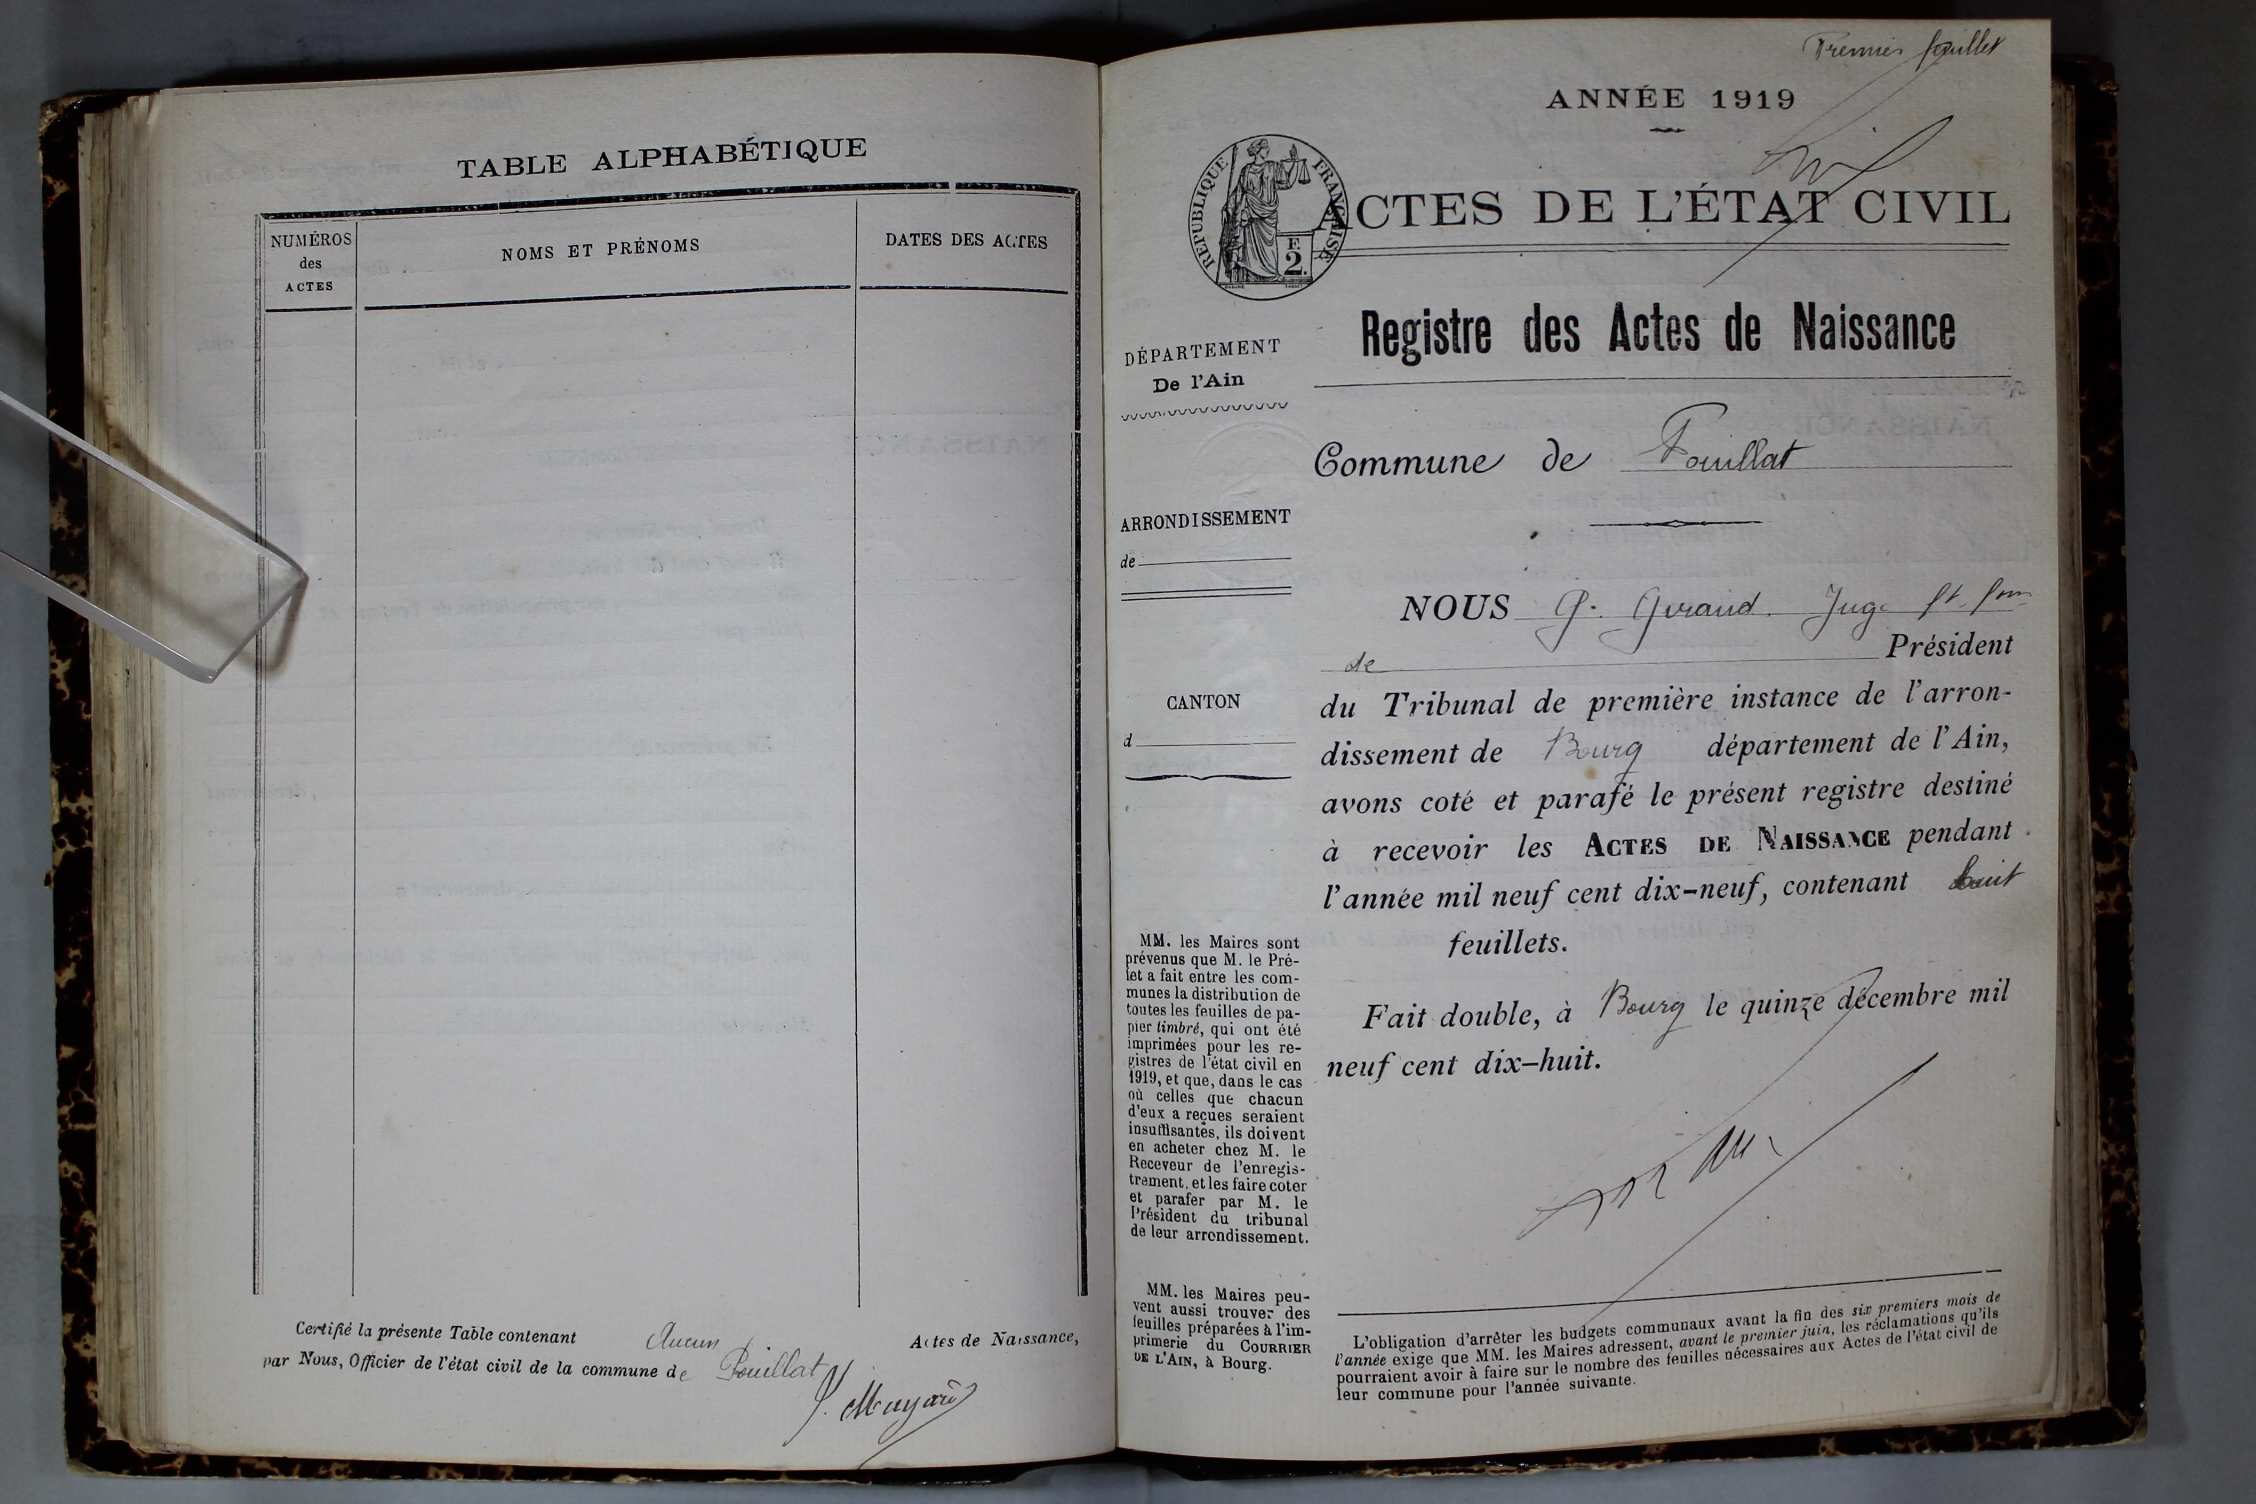 TABLE ALPHABÉTIQUE
NUMÉROS
des
ACTES
NOMS ET PRÉNOMS
DATES DES ACTES
Certifié la présente Table contenant Aucun Actes de Naissance,
par Nous, Officier de l'état civil de la commune de Pouillat
Premier feuillet
ANNÉE 1919
RÉPUBLIQUE FRANÇAISE
F.
2.
ACTES DE L'ÉTAT CIVIL
Registre des Actes de Naissance
DÉPARTEMENT
De l'Ain
Commune de Pouillat
ARRONDISSEMENT
de
CANTON
d
NOUS G. Giraud. Juge
de Président
du Tribunal de première instance de l'arron-
dissement de Bourg département de l'Ain,
avons coté et parafé le présent registre destiné
à recevoir les ACTES DE NAISSANCE pendant
l'année mil neuf cent dix-neuf, contenant huit
feuillets.
Fait double, à Bourg le quinze décembre mil
neuf cent dix-huit.
MM. les Maires sont
prévenus que M. le Pré-
fet a fait entre les com-
munes la distribution de
toutes les feuilles de pa-
pier timbré, qui ont été
imprimées pour les re-
gistres de l'état civil en
1919, et que, dans le cas
où celles que chacun
d'eux a reçues seraient
insuffisantes, ils doivent
en acheter chez M. le
Receveur de l'enregis-
trement, et les faire coter
et parafer par M. le
Président du tribunal
de leur arrondissement.
MM. les Maires peu-
vent aussi trouver des
feuilles préparées à l'im-
primerie du COURRIER
DE L'AIN, à Bourg.
L'obligation d'arrêter les budgets communaux avant la fin des six premiers mois de
l'année exige que MM. les Maires adressent, avant le premier juin, les réclamations qu'ils
pourraient avoir à faire sur le nombre des feuilles nécessaires aux Actes de l'état civil de
leur commune pour l'année suivante.